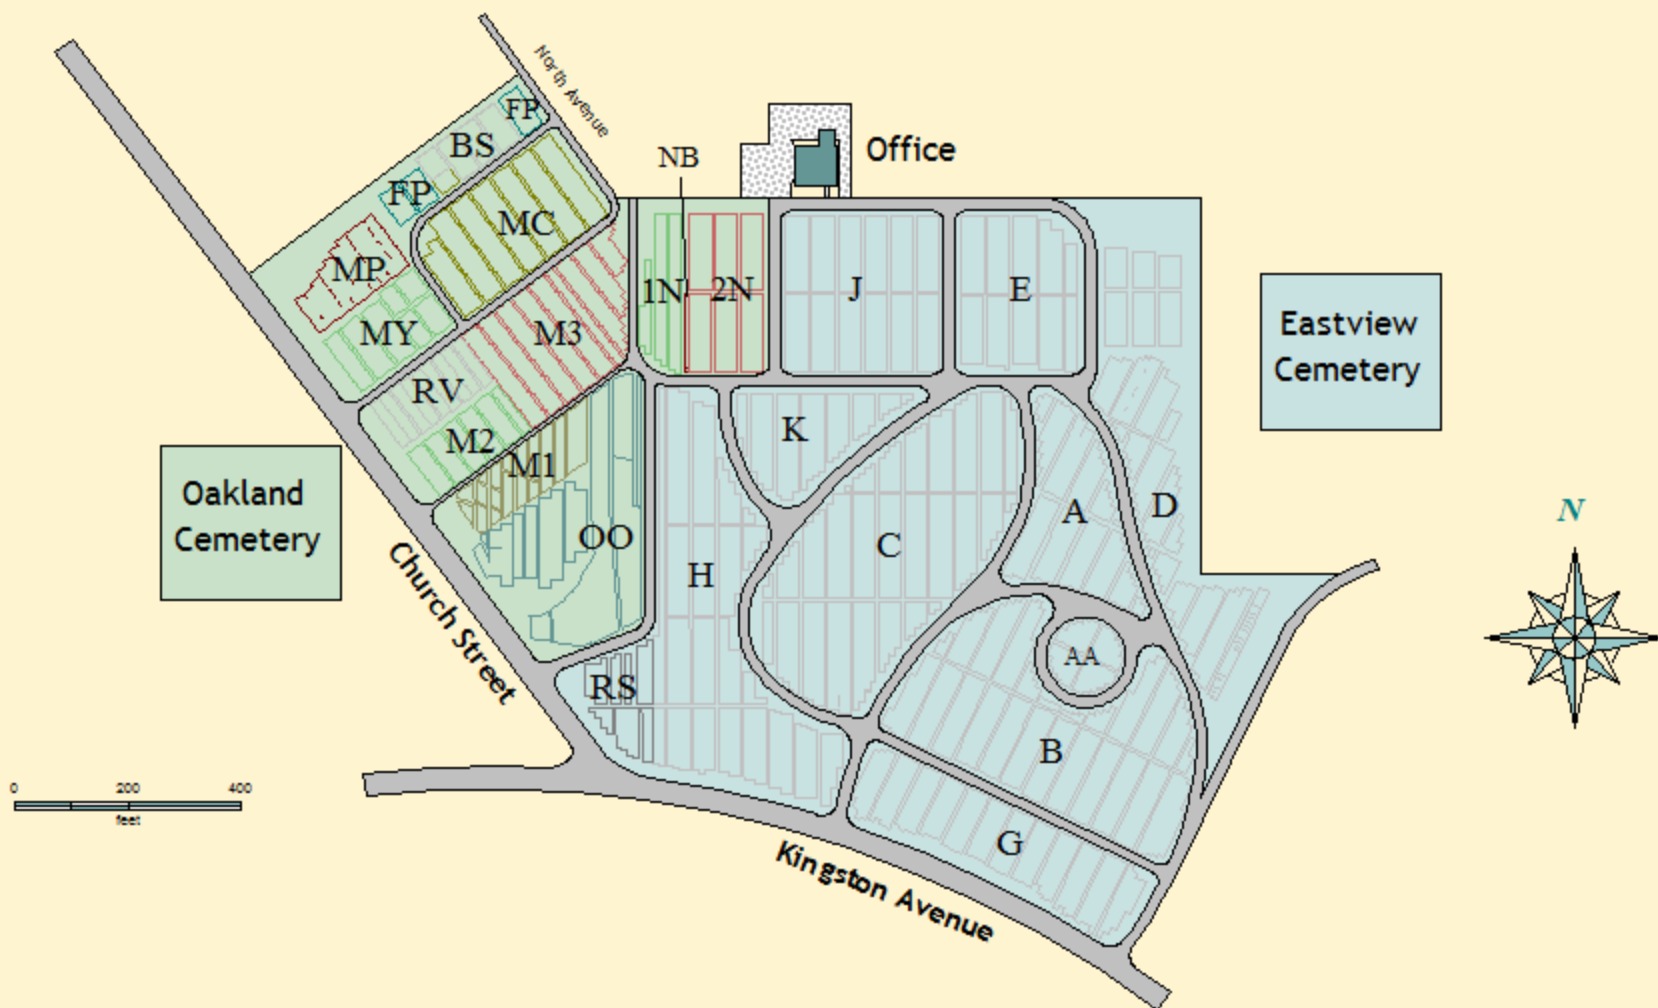 North Avenue
FP
BS
NB
Office
FP
MC
MP
1N
2N
J
E
MY
M3
Eastview
Cemetery
RV
K
M2
M1
Oakland
Cemetery
A
D
N
OO
C
H
Church Street
AA
RS
B
0 200 400
feet
G
Kingston Avenue